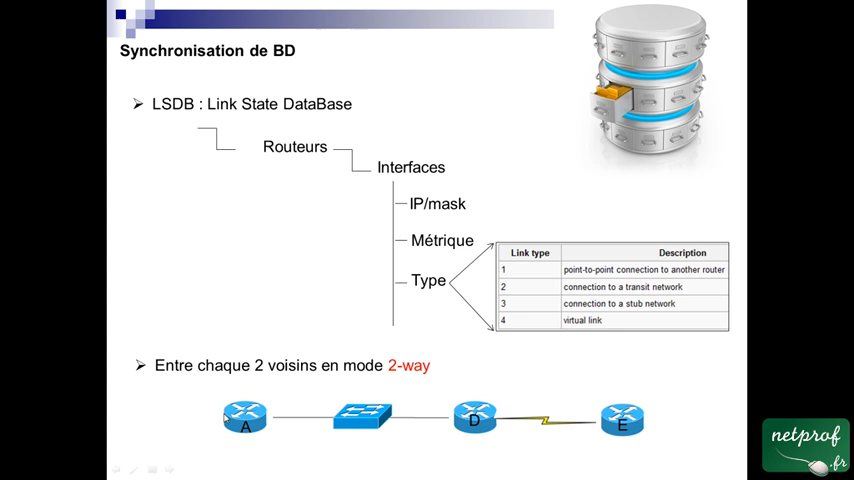 Synchronisation de BD
➢ LSDB : Link State DataBase
Routeurs
Interfaces
IP/mask
Métrique
Type
Link type Description
1 point-to-point connection to another router
2 connection to a transit network
3 connection to a stub network
4 virtual link
➢ Entre chaque 2 voisins en mode 2-way
A D E
netprof
.fr